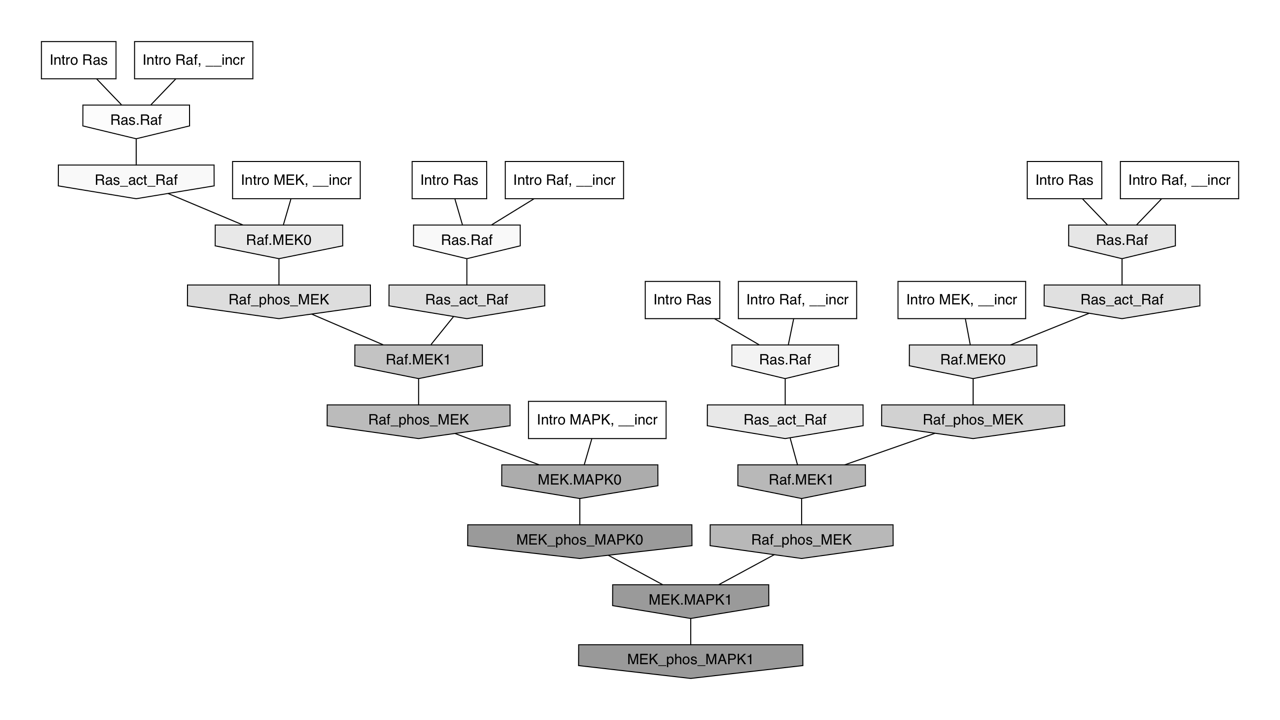 Intro Ras
Intro Raf, __incr
Ras.Raf
Ras_act_Raf
Intro MEK, __incr
Intro Ras
Intro Raf, __incr
Intro Ras
Intro Raf, __incr
Raf.MEK0
Ras.Raf
Ras.Raf
Raf_phos_MEK
Ras_act_Raf
Intro Ras
Intro Raf, __incr
Intro MEK, __incr
Ras_act_Raf
Raf.MEK1
Ras.Raf
Raf.MEK0
Raf_phos_MEK
Intro MAPK, __incr
Ras_act_Raf
Raf_phos_MEK
MEK.MAPK0
Raf.MEK1
MEK_phos_MAPK0
Raf_phos_MEK
MEK.MAPK1
MEK_phos_MAPK1